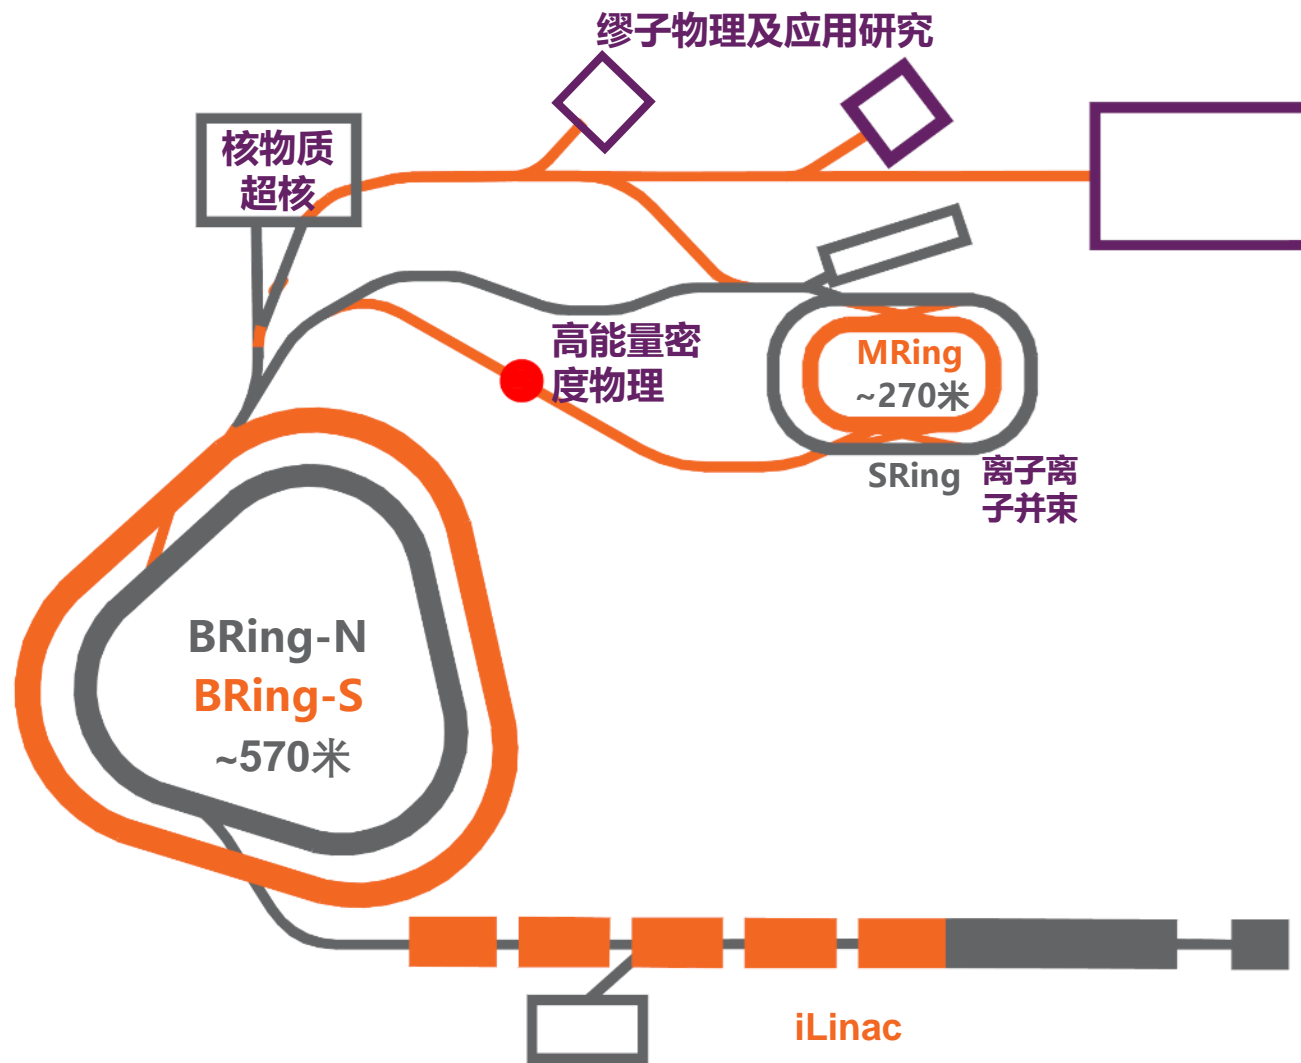 缪子物理及应用研究
核物质
超核
高能量密
度物理
MRing
~270米
SRing
离子离
子并束
BRing-N
BRing-S
~570米
iLinac